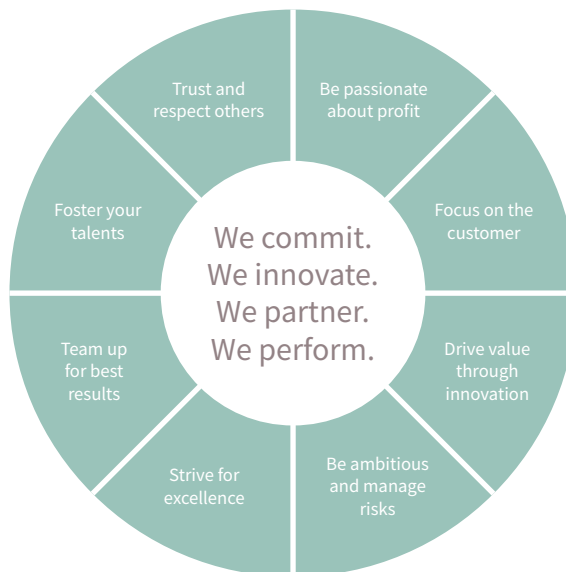 Trust and
respect others
Be passionate
about profit
Foster your
talents
Focus on the
customer
We commit.
We innovate.
We partner.
We perform.
Team up
for best
results
Drive value
through
innovation
Strive for
excellence
Be ambitious
and manage
risks